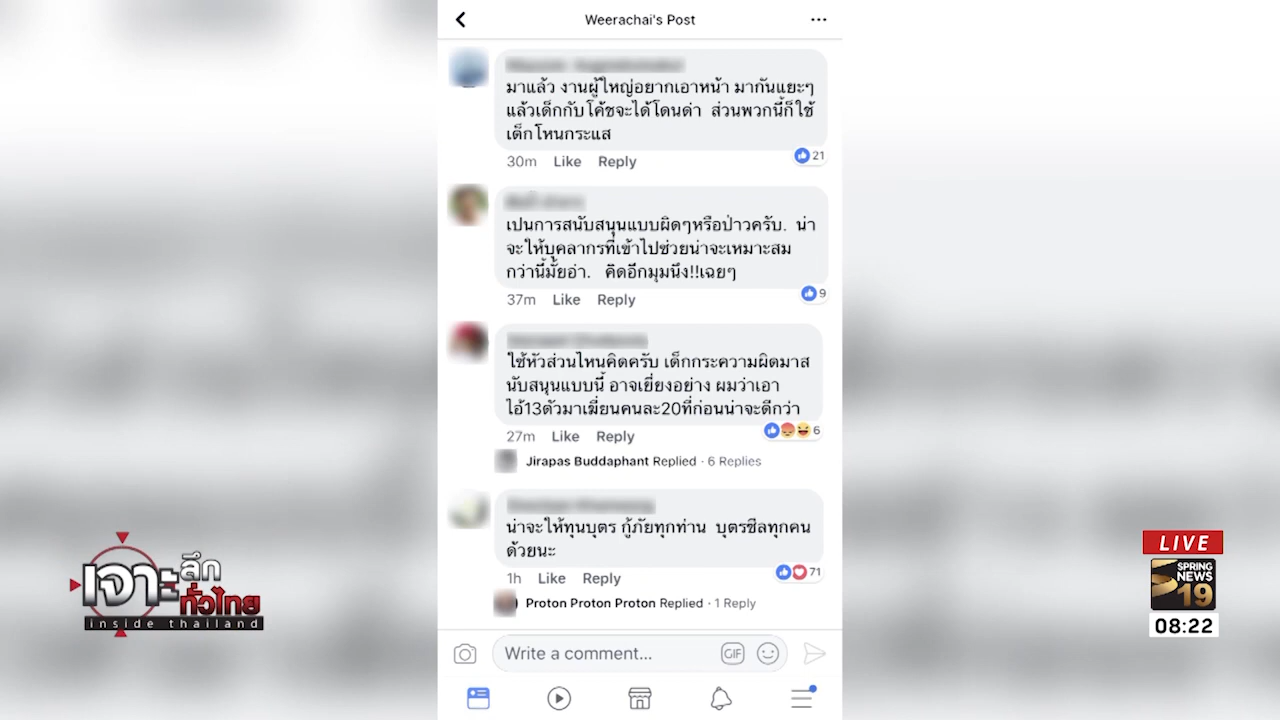 Weerachai's Post
มาแล้ว งานผู้ใหญ่อยากเอาหน้า มากันแยะๆ
แล้วเด็กกับโค้ชจะได้โดนด่า ส่วนพวกนี้ก็ใช้
เด็กโหนกระแส
30m Like Reply
21
เปนการสนับสนุนแบบผิดๆหรือป่าวครับ. น่า
จะให้บุคลากรที่เข้าไปช่วยน่าจะเหมาะสม
กว่านี้มั้ยอ่า. คิดอีกมุมนึง!!เฉยๆ
37m Like Reply
9
ใช้หัวส่วนไหนคิดครับ เด็กกระความผิดมาส
นับสนุนแบบนี้ อาจเยี่ยงอย่าง ผมว่าเอา
ไอ้13ตัวมาเฆี่ยนคนละ20ที่ก่อนน่าจะดีกว่า
27m Like Reply
6
Jirapas Buddaphant Replied · 6 Replies
น่าจะให้ทุนบุตร กู้ภัยทุกท่าน บุตรซีลทุกคน
ด้วยนะ
1h Like Reply
71
Proton Proton Proton Replied · 1 Reply
Write a comment...
GIF
เจาะลึกทั่วไทย
inside thailand
LIVE
SPRING
NEWS
19
08:22